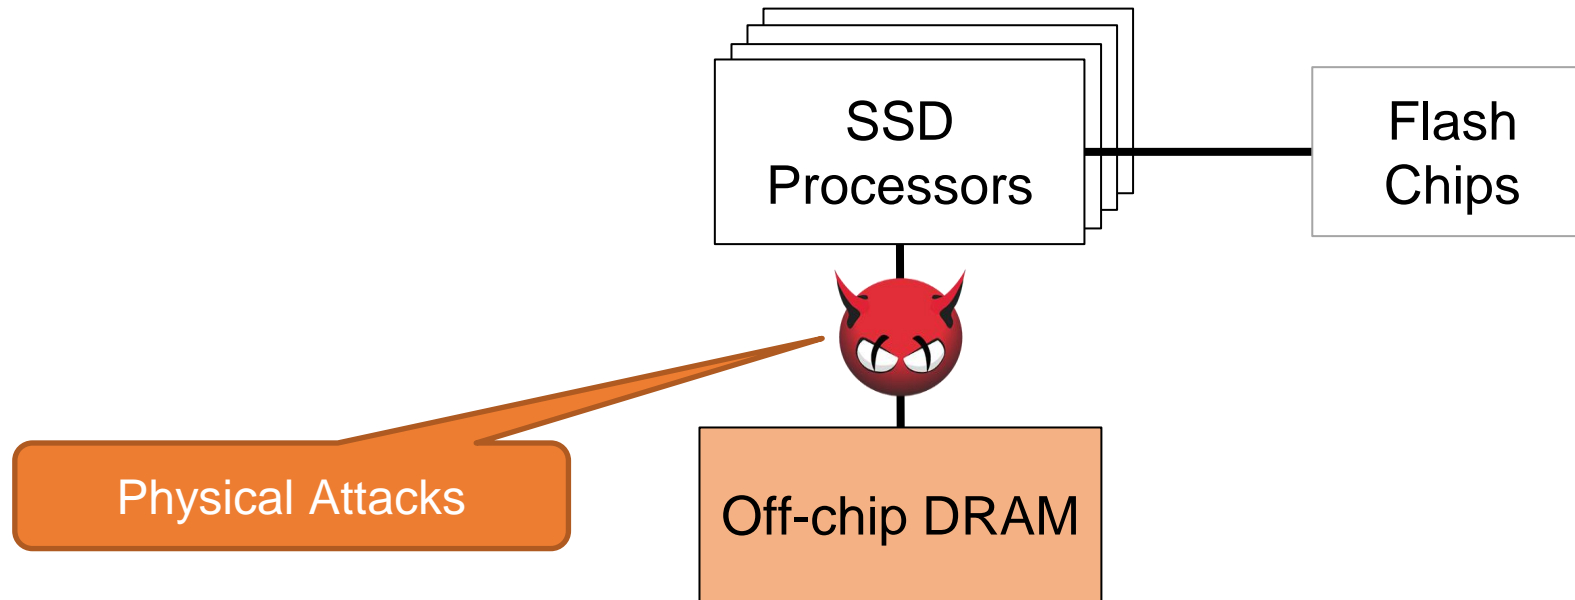 SSD
Processors
Flash
Chips
Physical Attacks
Off-chip DRAM